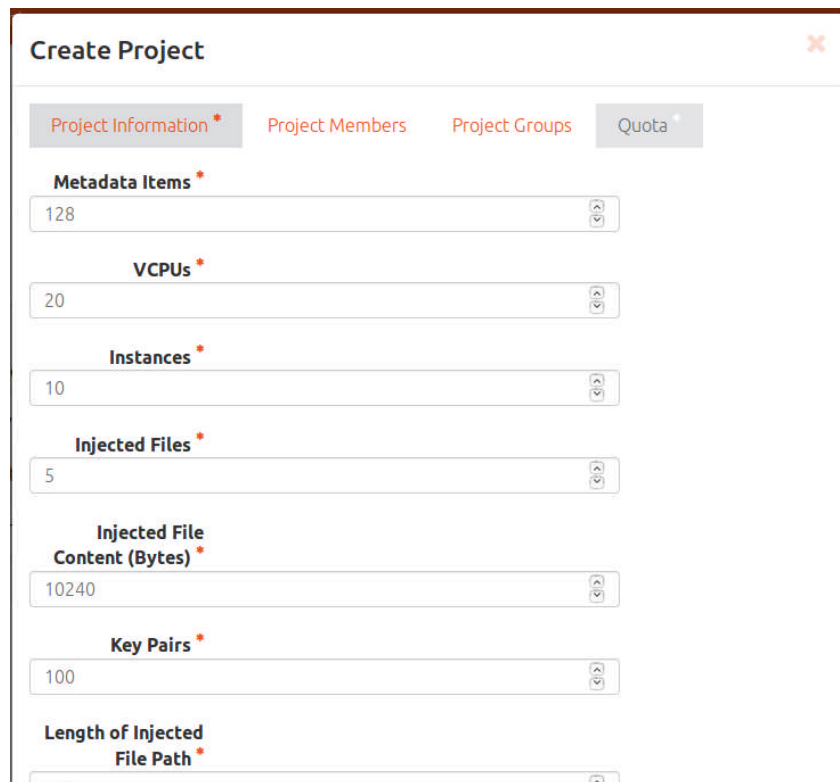 Create Project
Project Information * Project Members Project Groups Quota *
Metadata Items *
128
VCPUs *
20
Instances *
10
Injected Files *
5
Injected File
Content (Bytes) *
10240
Key Pairs *
100
Length of Injected
File Path *